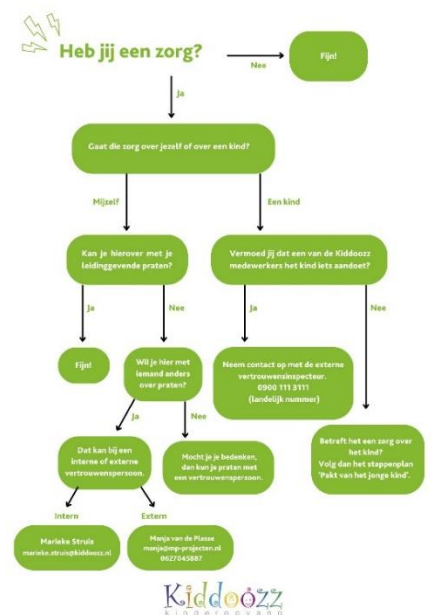 Heb jij een zorg?
Nee
Fijn!
Ja
Gaat die zorg over jezelf of over een kind?
Mijzelf
Een kind
Kan je hierover met je
leidinggevende praten?
Vermoed jij dat een van de Kiddoozz
medewerkers het kind iets aandoet?
Ja
Nee
Ja
Nee
Fijn!
Wil je hier met
iemand anders
over praten?
Neem contact op met de externe
vertrouwensinspecteur.
0900 111 3111
(landelijk nummer)
Ja
Nee
Dat kan bij een
interne of externe
vertrouwenspersoon.
Mocht je je bedenken,
dan kun je praten met
een vertrouwenspersoon.
Betreft het een zorg over
het kind?
Volg dan het stappenplan
'Pakt van het jonge kind'.
Intern
Extern
Marieke Struis
marieke.struis@kiddoozz.nl
Manja van de Plasse
manja@mp-projecten.nl
0627045887
Kiddoozz
kinderopvang